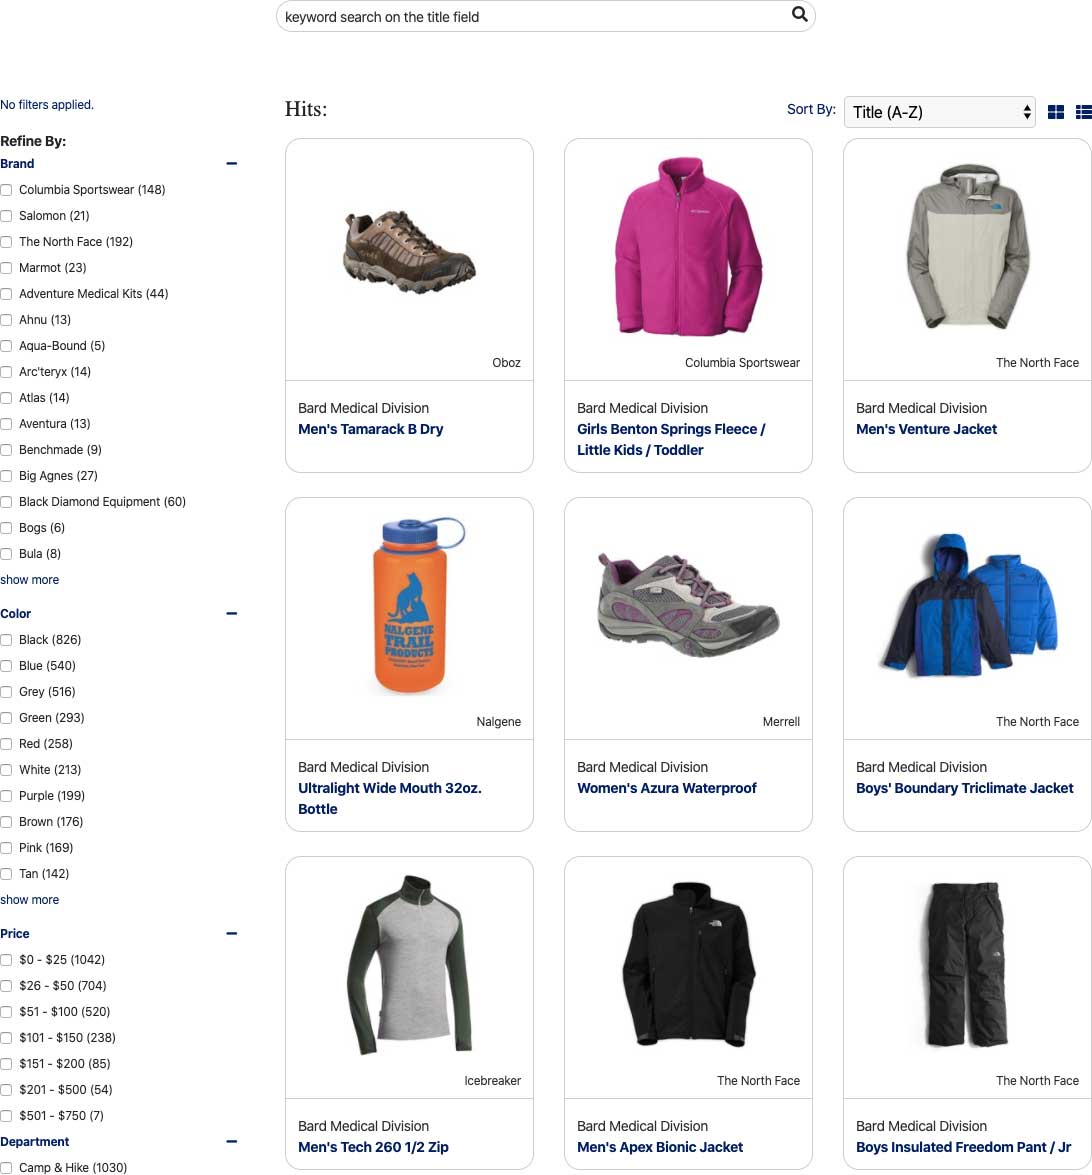 keyword search on the title field
No filters applied.
Refine By:
Brand
Columbia Sportswear (148)
Salomon (21)
The North Face (192)
Marmot (23)
Adventure Medical Kits (44)
Ahnu (13)
Aqua-Bound (5)
Arc'teryx (14)
Atlas (14)
Aventura (13)
Benchmade (9)
Big Agnes (27)
Black Diamond Equipment (60)
Bogs (6)
Bula (8)
show more
Color
Black (826)
Blue (540)
Grey (516)
Green (293)
Red (258)
White (213)
Purple (199)
Brown (176)
Pink (169)
Tan (142)
show more
Price
$0 - $25 (1042)
$26 - $50 (704)
$51 - $100 (520)
$101 - $150 (238)
$151 - $200 (85)
$201 - $500 (54)
$501 - $750 (7)
Department
Camp & Hike (1030)
Hits:
Sort By:
Title (A-Z)
Oboz
Bard Medical Division
Men's Tamarack B Dry
Columbia Sportswear
Bard Medical Division
Girls Benton Springs Fleece /
Little Kids / Toddler
The North Face
Bard Medical Division
Men's Venture Jacket
NALGENE
TRAIL
PRODUCTS
Nalgene
Bard Medical Division
Ultralight Wide Mouth 32oz.
Bottle
Merrell
Bard Medical Division
Women's Azura Waterproof
The North Face
Bard Medical Division
Boys' Boundary Triclimate Jacket
Icebreaker
Bard Medical Division
Men's Tech 260 1/2 Zip
The North Face
Bard Medical Division
Men's Apex Bionic Jacket
The North Face
Bard Medical Division
Boys Insulated Freedom Pant / Jr